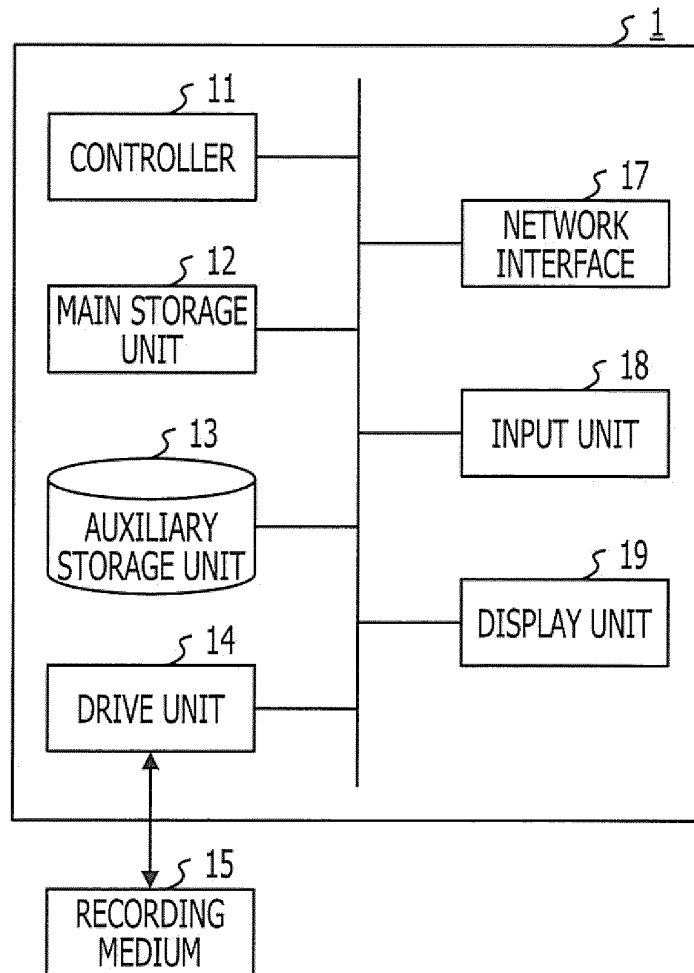 1
11
CONTROLLER
17
NETWORK
INTERFACE
12
MAIN STORAGE
UNIT
18
INPUT UNIT
13
AUXILIARY
STORAGE UNIT
19
DISPLAY UNIT
14
DRIVE UNIT
15
RECORDING
MEDIUM